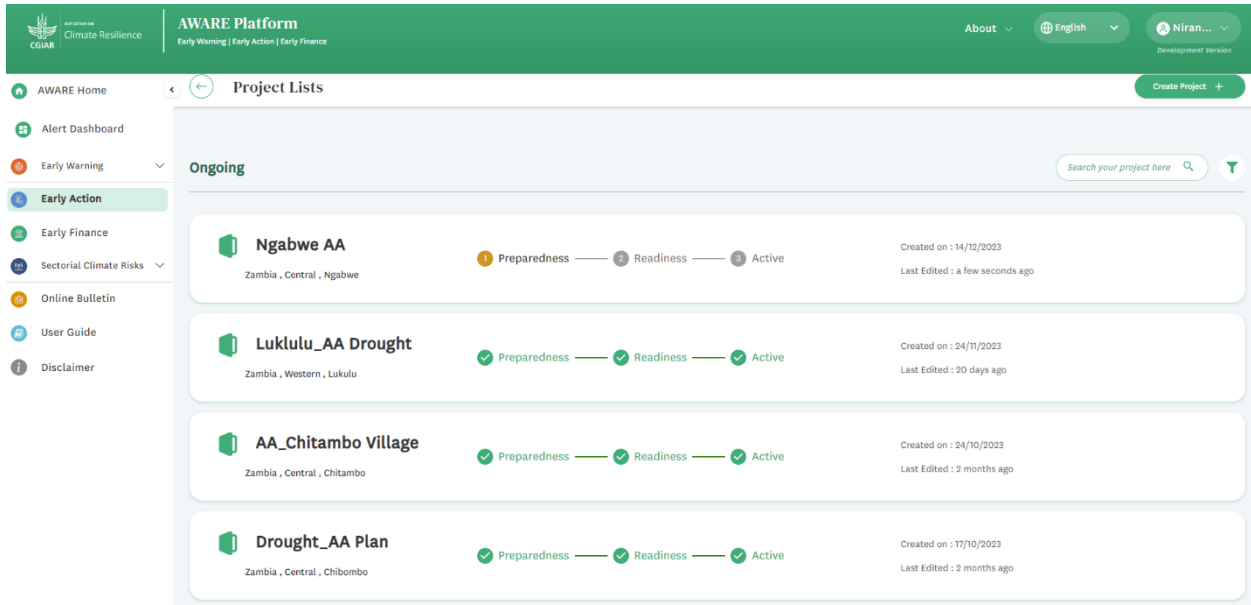 INITIATIVE ON
Climate Resilience
CGIAR
AWARE Platform
Early Warning | Early Action | Early Finance
About
English
Niran...
Development Version
AWARE Home
Alert Dashboard
Early Warning
Early Action
Early Finance
Sectorial Climate Risks
Online Bulletin
User Guide
Disclaimer
Project Lists
Create Project +
Ongoing
Search your project here
Ngabwe AA
Zambia , Central , Ngabwe
1 Preparedness 2 Readiness 3 Active
Created on : 14/12/2023
Last Edited : a few seconds ago
Luklulu_AA Drought
Zambia , Western , Lukulu
Preparedness Readiness Active
Created on : 24/11/2023
Last Edited : 20 days ago
AA_Chitambo Village
Zambia , Central , Chitambo
Preparedness Readiness Active
Created on : 24/10/2023
Last Edited : 2 months ago
Drought_AA Plan
Zambia , Central , Chibombo
Preparedness Readiness Active
Created on : 17/10/2023
Last Edited : 2 months ago